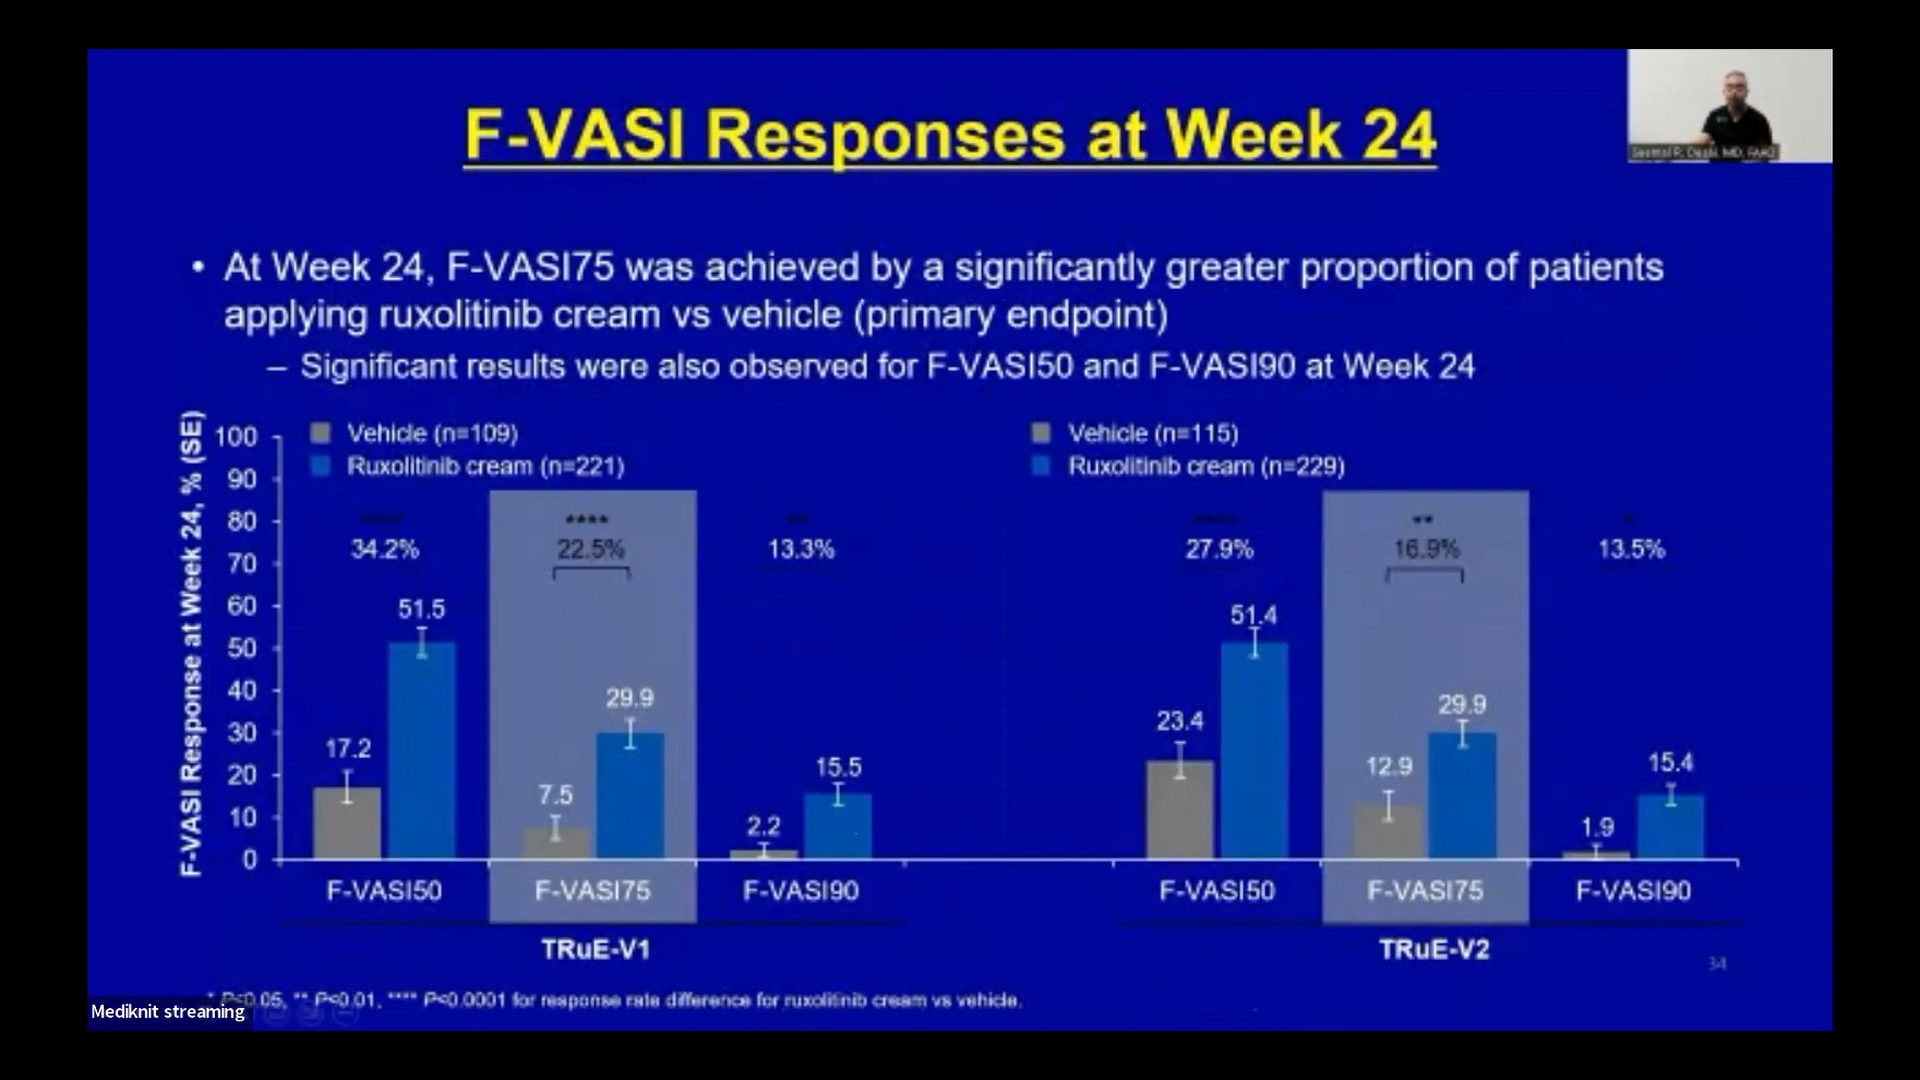 F-VASI Responses at Week 24
• At Week 24, F-VASI75 was achieved by a significantly greater proportion of patients
applying ruxolitinib cream vs vehicle (primary endpoint)
– Significant results were also observed for F-VASI50 and F-VASI90 at Week 24
F-VASI Response at Week 24, % (SE)
100
90
80
70
60
50
40
30
20
10
0
Vehicle (n=109)
Ruxolitinib cream (n=221)
**** ** 
34.2% 22.5% 13.3%
17.2 51.5 7.5 29.9 2.2 15.5
F-VASI50 F-VASI75 F-VASI90
TRuE-V1
Vehicle (n=115)
Ruxolitinib cream (n=229)
**** ** *
27.9% 16.9% 13.5%
23.4 51.4 12.9 29.9 1.9 15.4
F-VASI50 F-VASI75 F-VASI90
TRuE-V2
34
* P<0.05, ** P<0.01, **** P<0.0001 for response rate difference for ruxolitinib cream vs vehicle.
Mediknit streaming